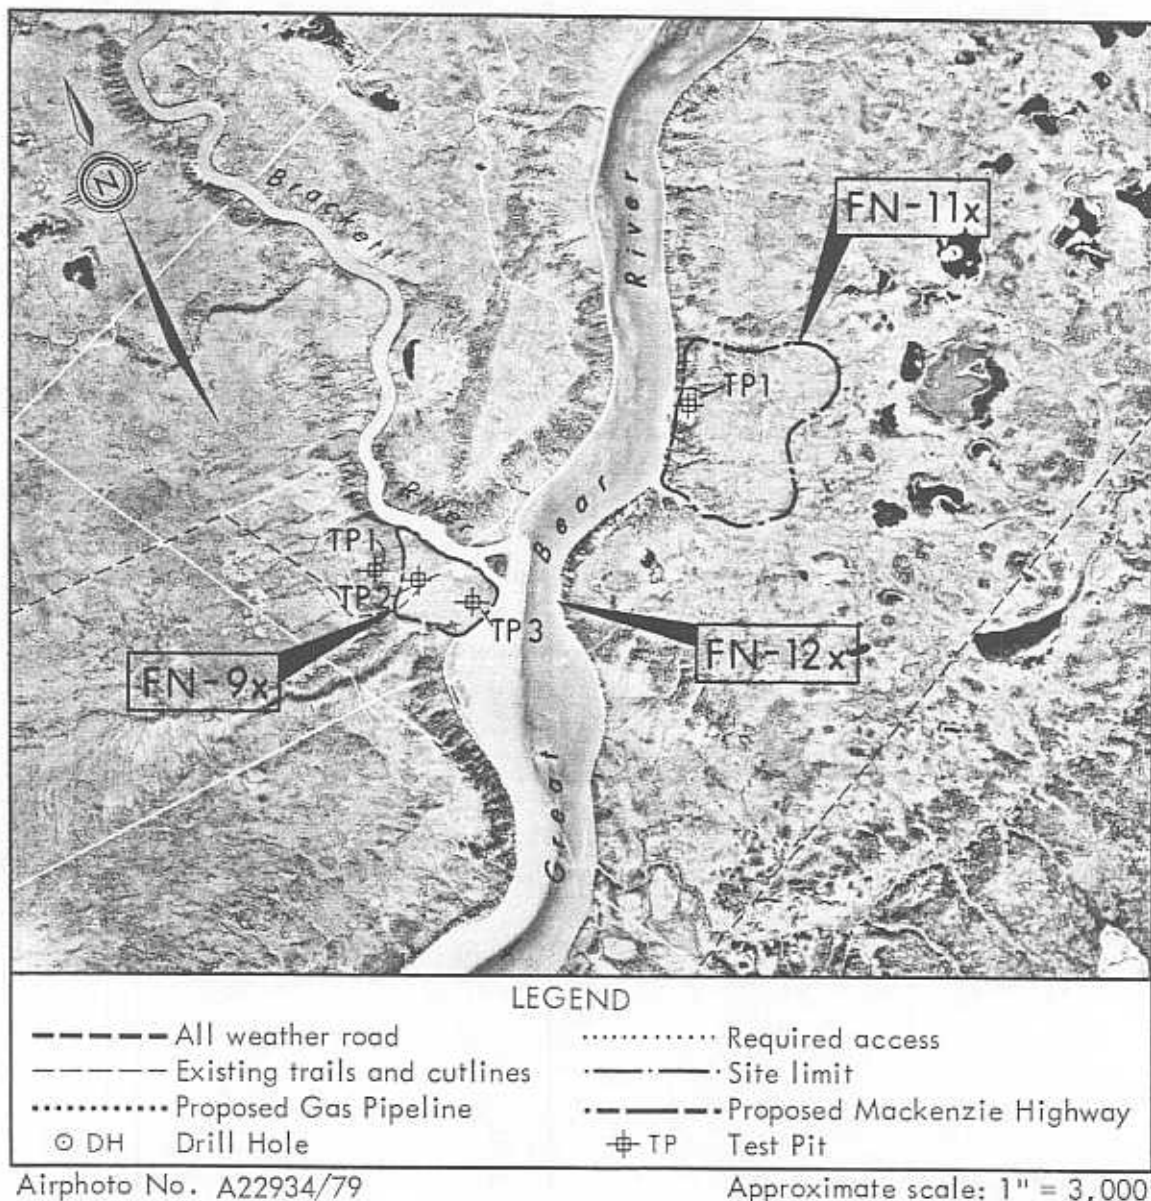 N
Brackett
River
FN-11x
TP1
River
Bear
TP1
TP2
TP3
FN-12x
FN-9x
Great
LEGEND
All weather road
Required access
Existing trails and cutlines
Site limit
Proposed Gas Pipeline
Proposed Mackenzie Highway
DH Drill Hole
TP Test Pit
Airphoto No. A22934/79
Approximate scale: 1" = 3,000